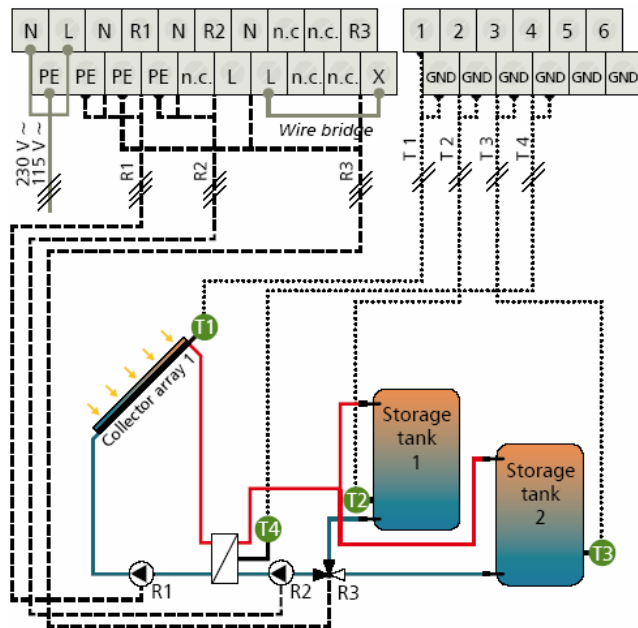 N L N R1 N R2 N n.c. n.c. R3
PE PE PE PE n.c. L L n.c. n.c. X
1 2 3 4 5 6
GND GND GND GND GND GND
Wire bridge
230 V ~
115 V ~
R1
R2
R3
T 1
T 2
T 3
T 4
T1
Collector array 1
Storage
tank
1
Storage
tank
2
T2
T4
T3
R1
R2
R3